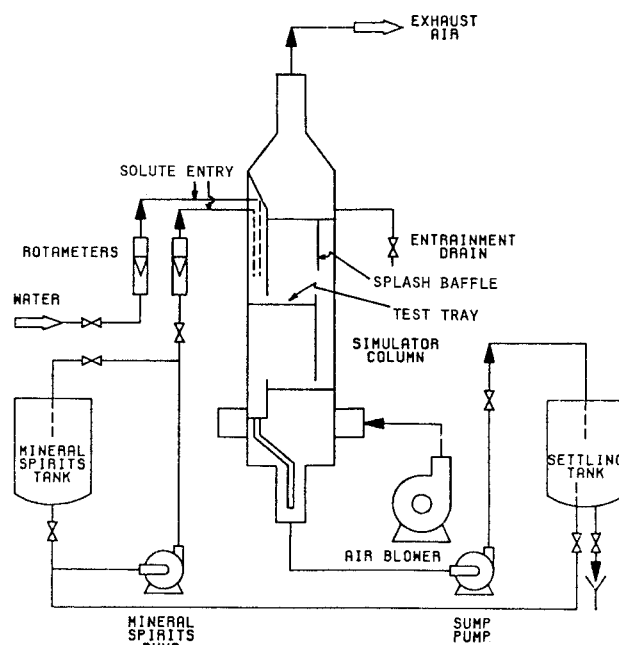 EXHAUST
AIR
SOLUTE ENTRY
ROTAMETERS
ENTRAINMENT
DRAIN
SPLASH BAFFLE
WATER
TEST TRAY
SIMULATOR
COLUMN
MINERAL
SPIRITS
TANK
SETTLING
TANK
AIR BLOWER
MINERAL
SPIRITS
SUMP
PUMP